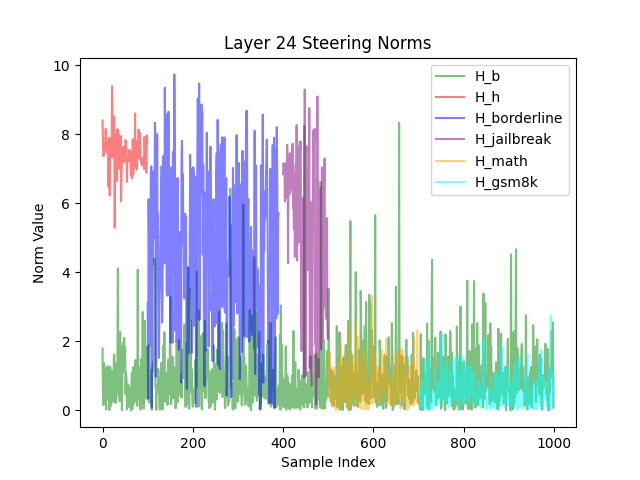 Layer 24 Steering Norms
H_b
H_h
H_borderline
H_jailbreak
H_math
H_gsm8k
Norm Value
10
8
6
4
2
0
0 200 400 600 800 1000
Sample Index